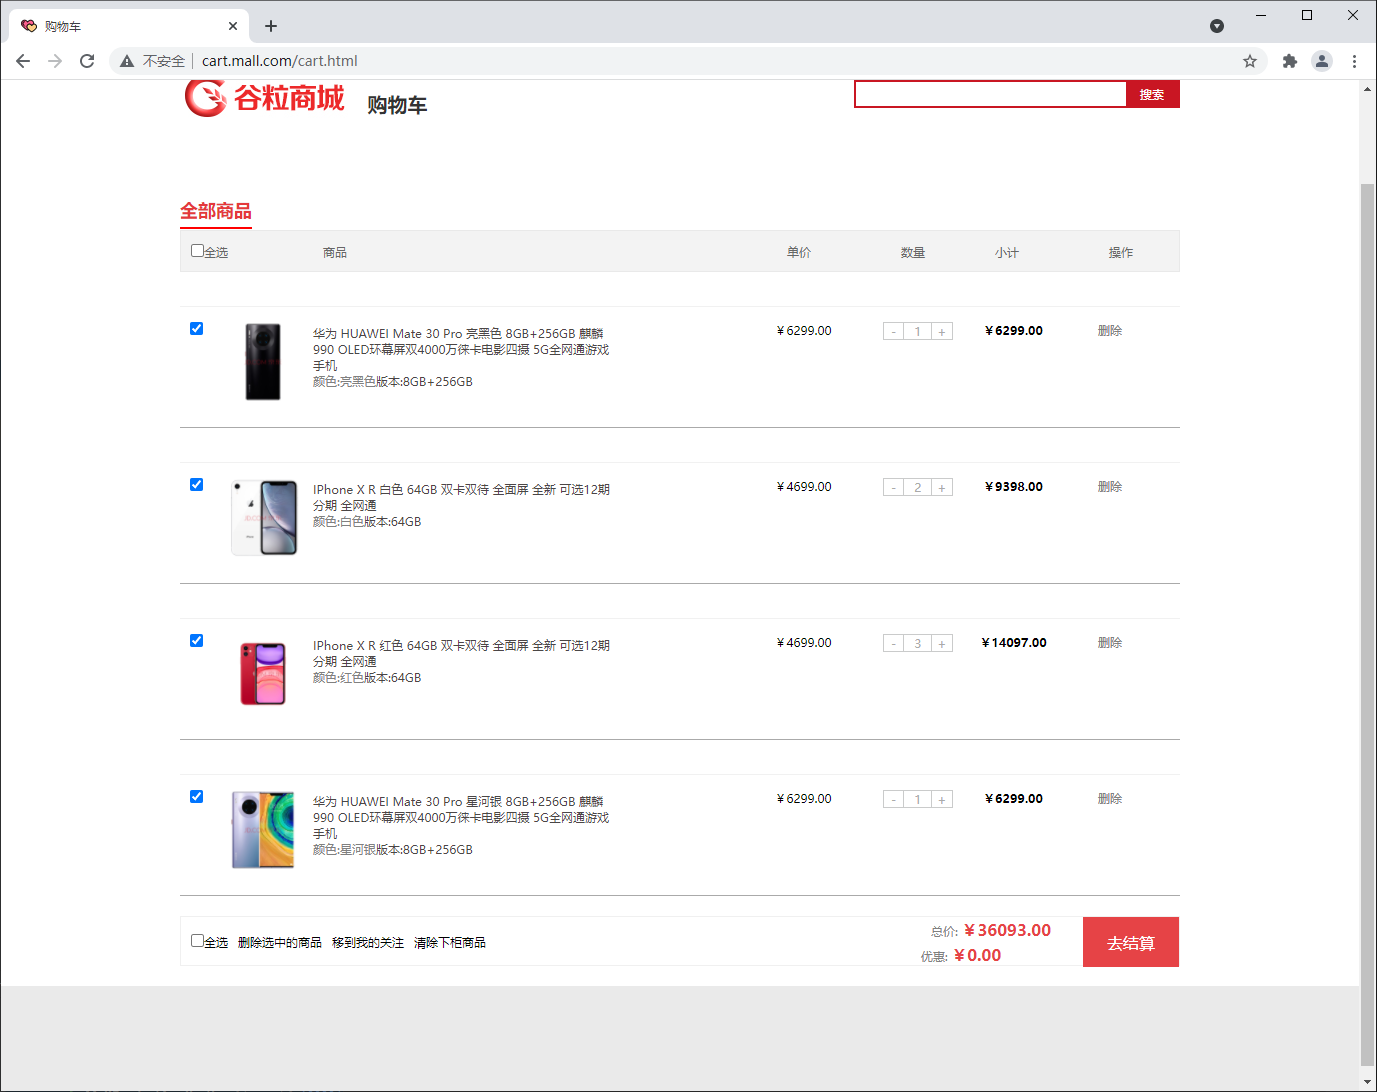 购物车
不安全 cart.mall.com/cart.html
谷粒商城 购物车
搜索
全部商品
全选 商品 单价 数量 小计 操作
华为 HUAWEI Mate 30 Pro 亮黑色 8GB+256GB 麒麟
990 OLED环幕屏双4000万徕卡电影四摄 5G全网通游戏
手机
颜色:亮黑色版本:8GB+256GB
¥6299.00 - 1 + ¥6299.00 删除
IPhone X R 白色 64GB 双卡双待 全面屏 全新 可选12期
分期 全网通
颜色:白色版本:64GB
¥4699.00 - 2 + ¥9398.00 删除
IPhone X R 红色 64GB 双卡双待 全面屏 全新 可选12期
分期 全网通
颜色:红色版本:64GB
¥4699.00 - 3 + ¥14097.00 删除
华为 HUAWEI Mate 30 Pro 星河银 8GB+256GB 麒麟
990 OLED环幕屏双4000万徕卡电影四摄 5G全网通游戏
手机
颜色:星河银版本:8GB+256GB
¥6299.00 - 1 + ¥6299.00 删除
全选 删除选中的商品 移到我的关注 清除下柜商品
总价: ¥36093.00
优惠: ¥0.00
去结算